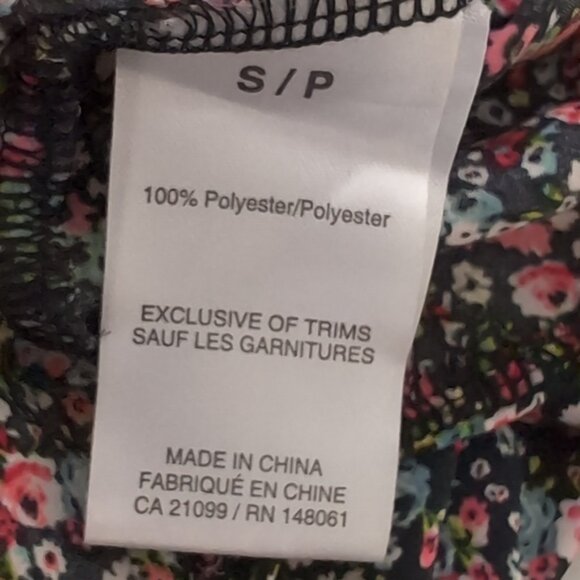 S / P
100% Polyester/Polyester
EXCLUSIVE OF TRIMS
SAUF LES GARNITURES
MADE IN CHINA
FABRIQUÉ EN CHINE
CA 21099 / RN 148061